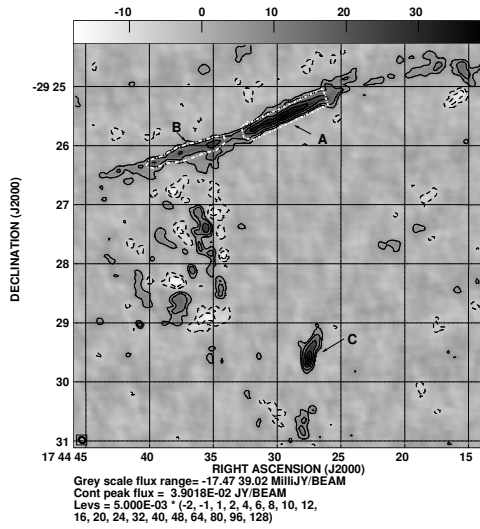 -10 0 10 20 30
-29 25
26
27
28
29
30
31
DECLINATION (J2000)
B
A
C
17 44 45 40 35 30 25 20 15
RIGHT ASCENSION (J2000)
Grey scale flux range= -17.47 39.02 MilliJY/BEAM
Cont peak flux = 3.9018E-02 JY/BEAM
Levs = 5.000E-03 * (-2, -1, 1, 2, 4, 6, 8, 10, 12,
16, 20, 24, 32, 40, 48, 64, 80, 96, 128)